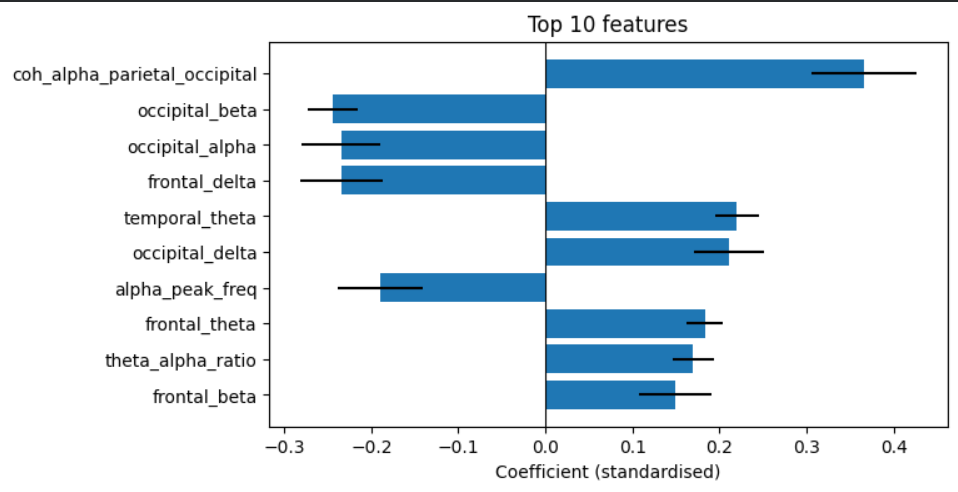 Top 10 features
coh_alpha_parietal_occipital
occipital_beta
occipital_alpha
frontal_delta
temporal_theta
occipital_delta
alpha_peak_freq
frontal_theta
theta_alpha_ratio
frontal_beta
−0.3 −0.2 −0.1 0.0 0.1 0.2 0.3 0.4
Coefficient (standardised)